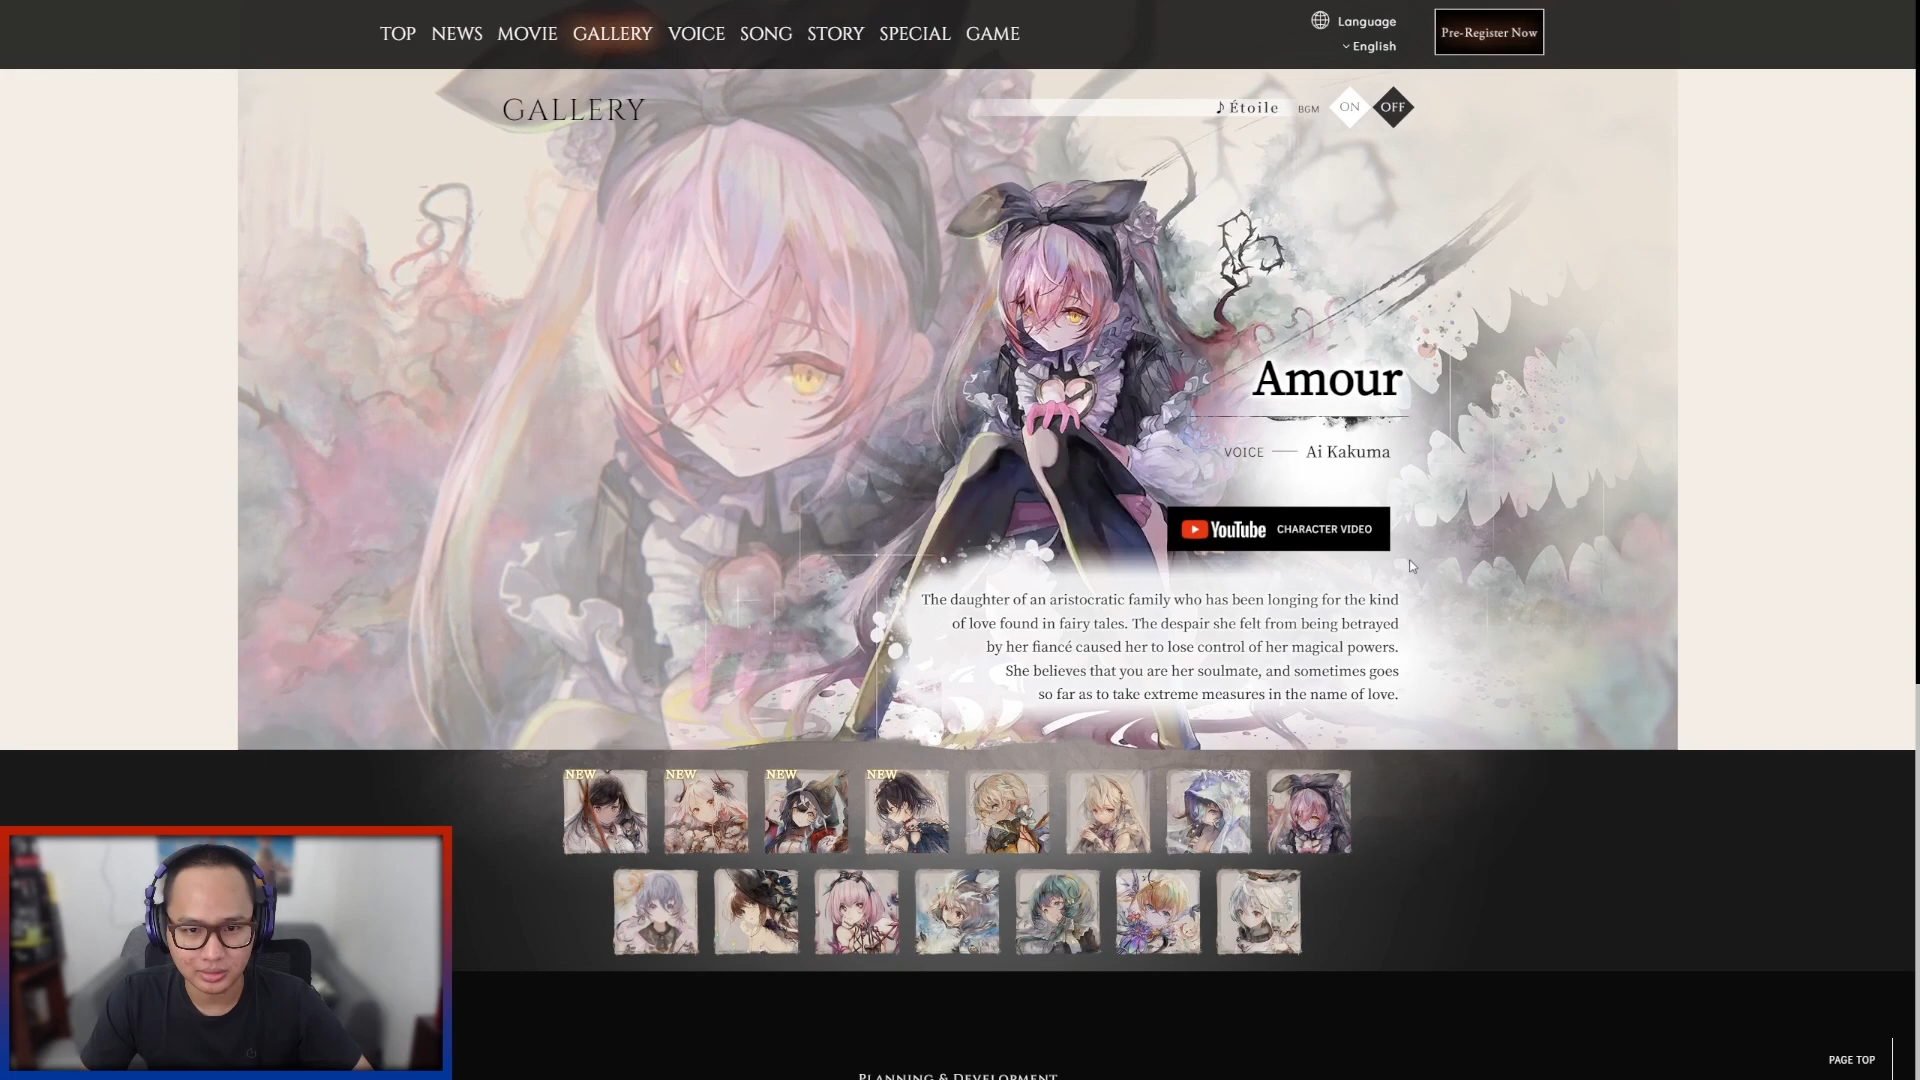 TOP NEWS MOVIE GALLERY VOICE SONG STORY SPECIAL GAME
Language
English
Pre-Register Now
GALLERY
♪ Étoile BGM ON OFF
Amour
VOICE — Ai Kakuma
YouTube CHARACTER VIDEO
The daughter of an aristocratic family who has been longing for the kind
of love found in fairy tales. The despair she felt from being betrayed
by her fiancé caused her to lose control of her magical powers.
She believes that you are her soulmate, and sometimes goes
so far as to take extreme measures in the name of love.
NEW NEW NEW NEW
PAGE TOP
PLANNING & DEVELOPMENT